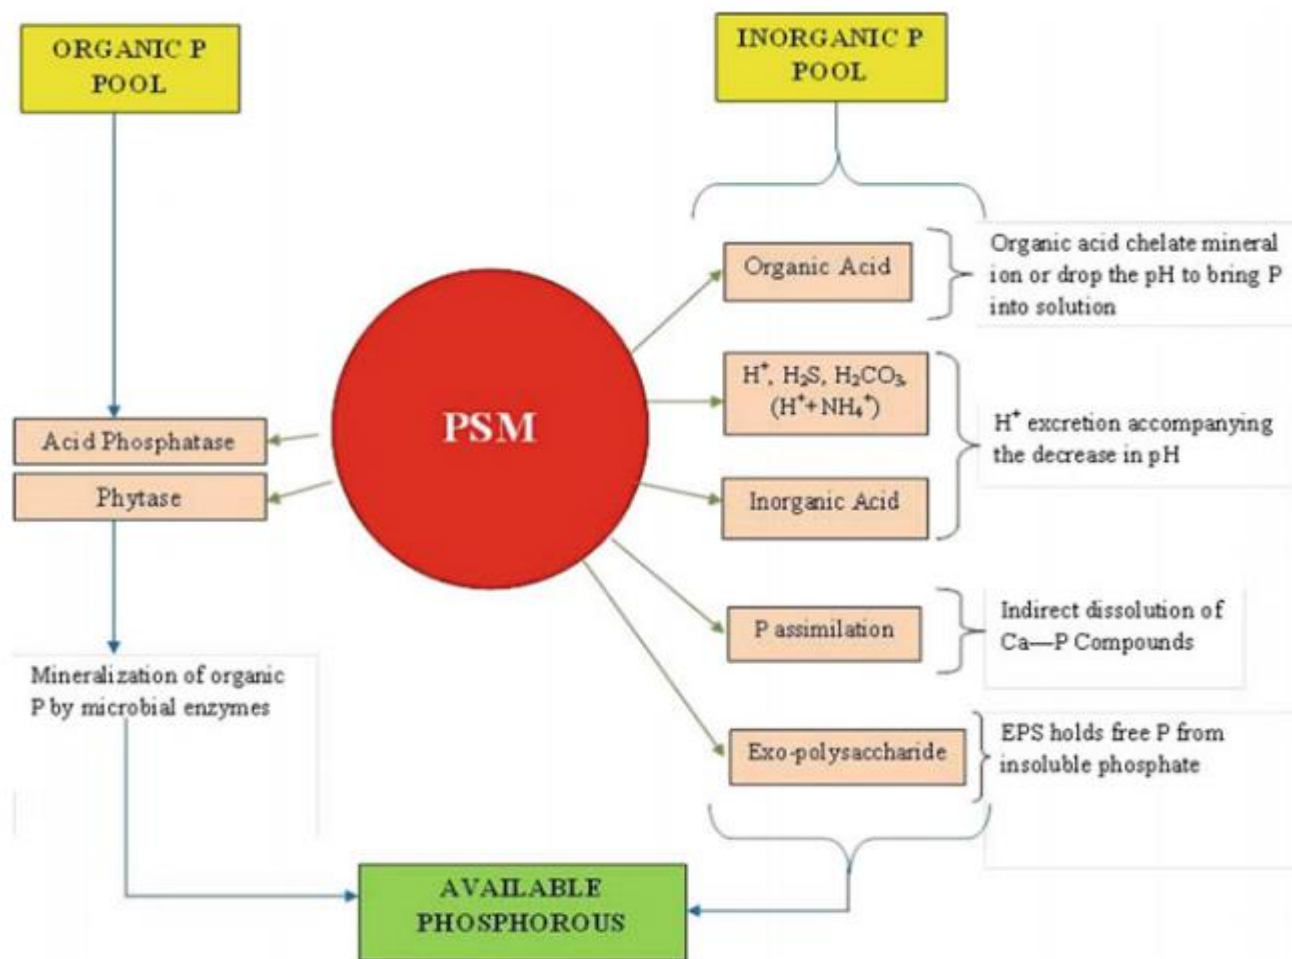 ORGANIC P
POOL
INORGANIC P
POOL
Organic Acid
Organic acid chelate mineral
ion or drop the pH to bring P
into solution
H⁺, H₂S, H₂CO₃,
(H⁺+ NH₄⁺)
H⁺ excretion accompanying
the decrease in pH
PSM
Acid Phosphatase
Phytase
Inorganic Acid
P assimilation
Indirect dissolution of
Ca—P Compounds
Mineralization of organic
P by microbial enzymes
Exo-polysaccharide
EPS holds free P from
insoluble phosphate
AVAILABLE
PHOSPHOROUS